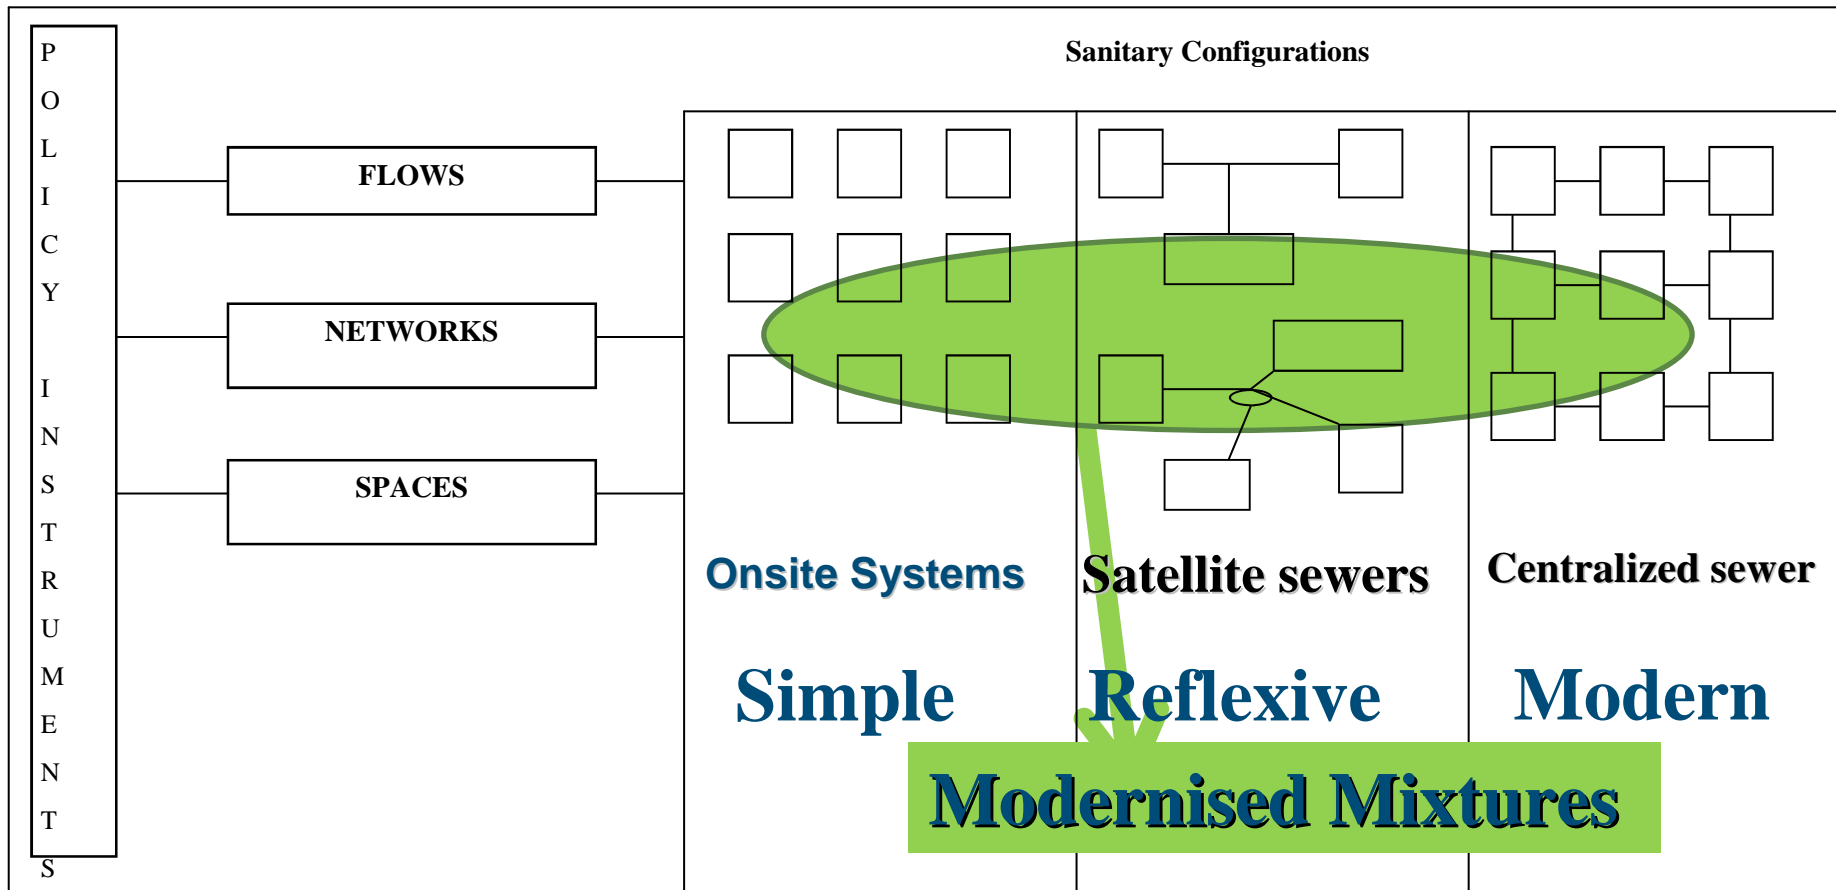 POLICY INSTRUMENTS
Sanitary Configurations
FLOWS
NETWORKS
SPACES
Onsite Systems
Satellite sewers
Centralized sewer
Simple
Reflexive
Modern
Modernised Mixtures